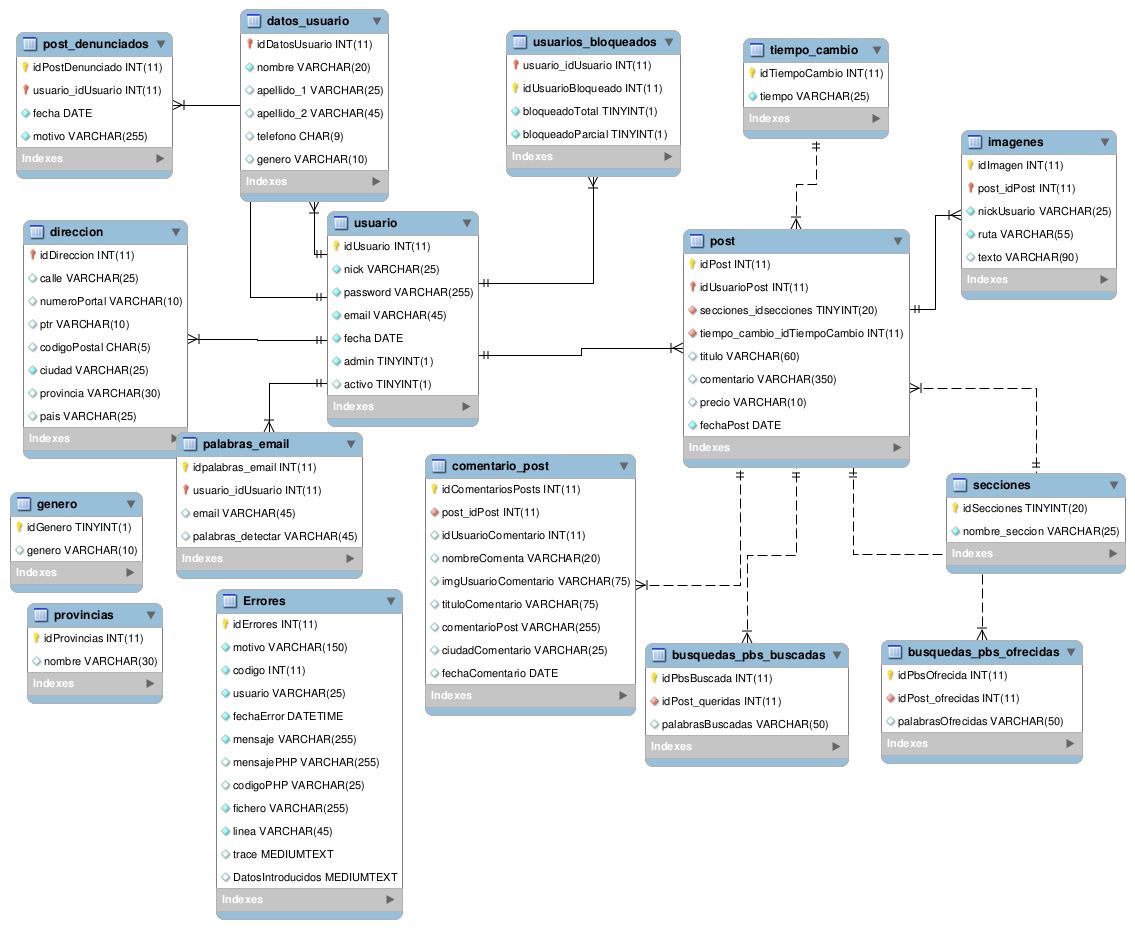 post_denunciados
idPostDenunciado INT(11)
usuario_idUsuario INT(11)
fecha DATE
motivo VARCHAR(255)
Indexes
datos_usuario
idDatosUsuario INT(11)
nombre VARCHAR(20)
apellido_1 VARCHAR(25)
apellido_2 VARCHAR(45)
telefono CHAR(9)
genero VARCHAR(10)
Indexes
usuarios_bloqueados
usuario_idUsuario INT(11)
idUsuarioBloqueado INT(11)
bloqueadoTotal TINYINT(1)
bloqueadoParcial TINYINT(1)
Indexes
tiempo_cambio
idTiempoCambio INT(11)
tiempo VARCHAR(25)
Indexes
imagenes
idImagen INT(11)
post_idPost INT(11)
nickUsuario VARCHAR(25)
ruta VARCHAR(55)
texto VARCHAR(90)
Indexes
direccion
idDireccion INT(11)
calle VARCHAR(25)
numeroPortal VARCHAR(10)
ptr VARCHAR(10)
codigoPostal CHAR(5)
ciudad VARCHAR(25)
provincia VARCHAR(30)
pais VARCHAR(25)
Indexes
usuario
idUsuario INT(11)
nick VARCHAR(25)
password VARCHAR(255)
email VARCHAR(45)
fecha DATE
admin TINYINT(1)
activo TINYINT(1)
Indexes
post
idPost INT(11)
idUsuarioPost INT(11)
secciones_idsecciones TINYINT(20)
tiempo_cambio_idTiempoCambio INT(11)
titulo VARCHAR(60)
comentario VARCHAR(350)
precio VARCHAR(10)
fechaPost DATE
Indexes
palabras_email
idpalabras_email INT(11)
usuario_idUsuario INT(11)
email VARCHAR(45)
palabras_detectar VARCHAR(45)
Indexes
genero
idGenero TINYINT(1)
genero VARCHAR(10)
Indexes
comentario_post
idComentariosPosts INT(11)
post_idPost INT(11)
idUsuarioComentario INT(11)
nombreComenta VARCHAR(20)
imgUsuarioComentario VARCHAR(75)
tituloComentario VARCHAR(75)
comentarioPost VARCHAR(255)
ciudadComentario VARCHAR(25)
fechaComentario DATE
Indexes
secciones
idSecciones TINYINT(20)
nombre_seccion VARCHAR(25)
Indexes
provincias
idProvincias INT(11)
nombre VARCHAR(30)
Indexes
Errores
idErrores INT(11)
motivo VARCHAR(150)
codigo INT(11)
usuario VARCHAR(25)
fechaError DATETIME
mensaje VARCHAR(255)
mensajePHP VARCHAR(255)
codigoPHP VARCHAR(25)
fichero VARCHAR(255)
linea VARCHAR(45)
trace MEDIUMTEXT
DatosIntroducidos MEDIUMTEXT
Indexes
busquedas_pbs_buscadas
idPbsBuscada INT(11)
idPost_queridas INT(11)
palabrasBuscadas VARCHAR(50)
Indexes
busquedas_pbs_ofrecidas
idPbsOfrecida INT(11)
idPost_ofrecidas INT(11)
palabrasOfrecidas VARCHAR(50)
Indexes